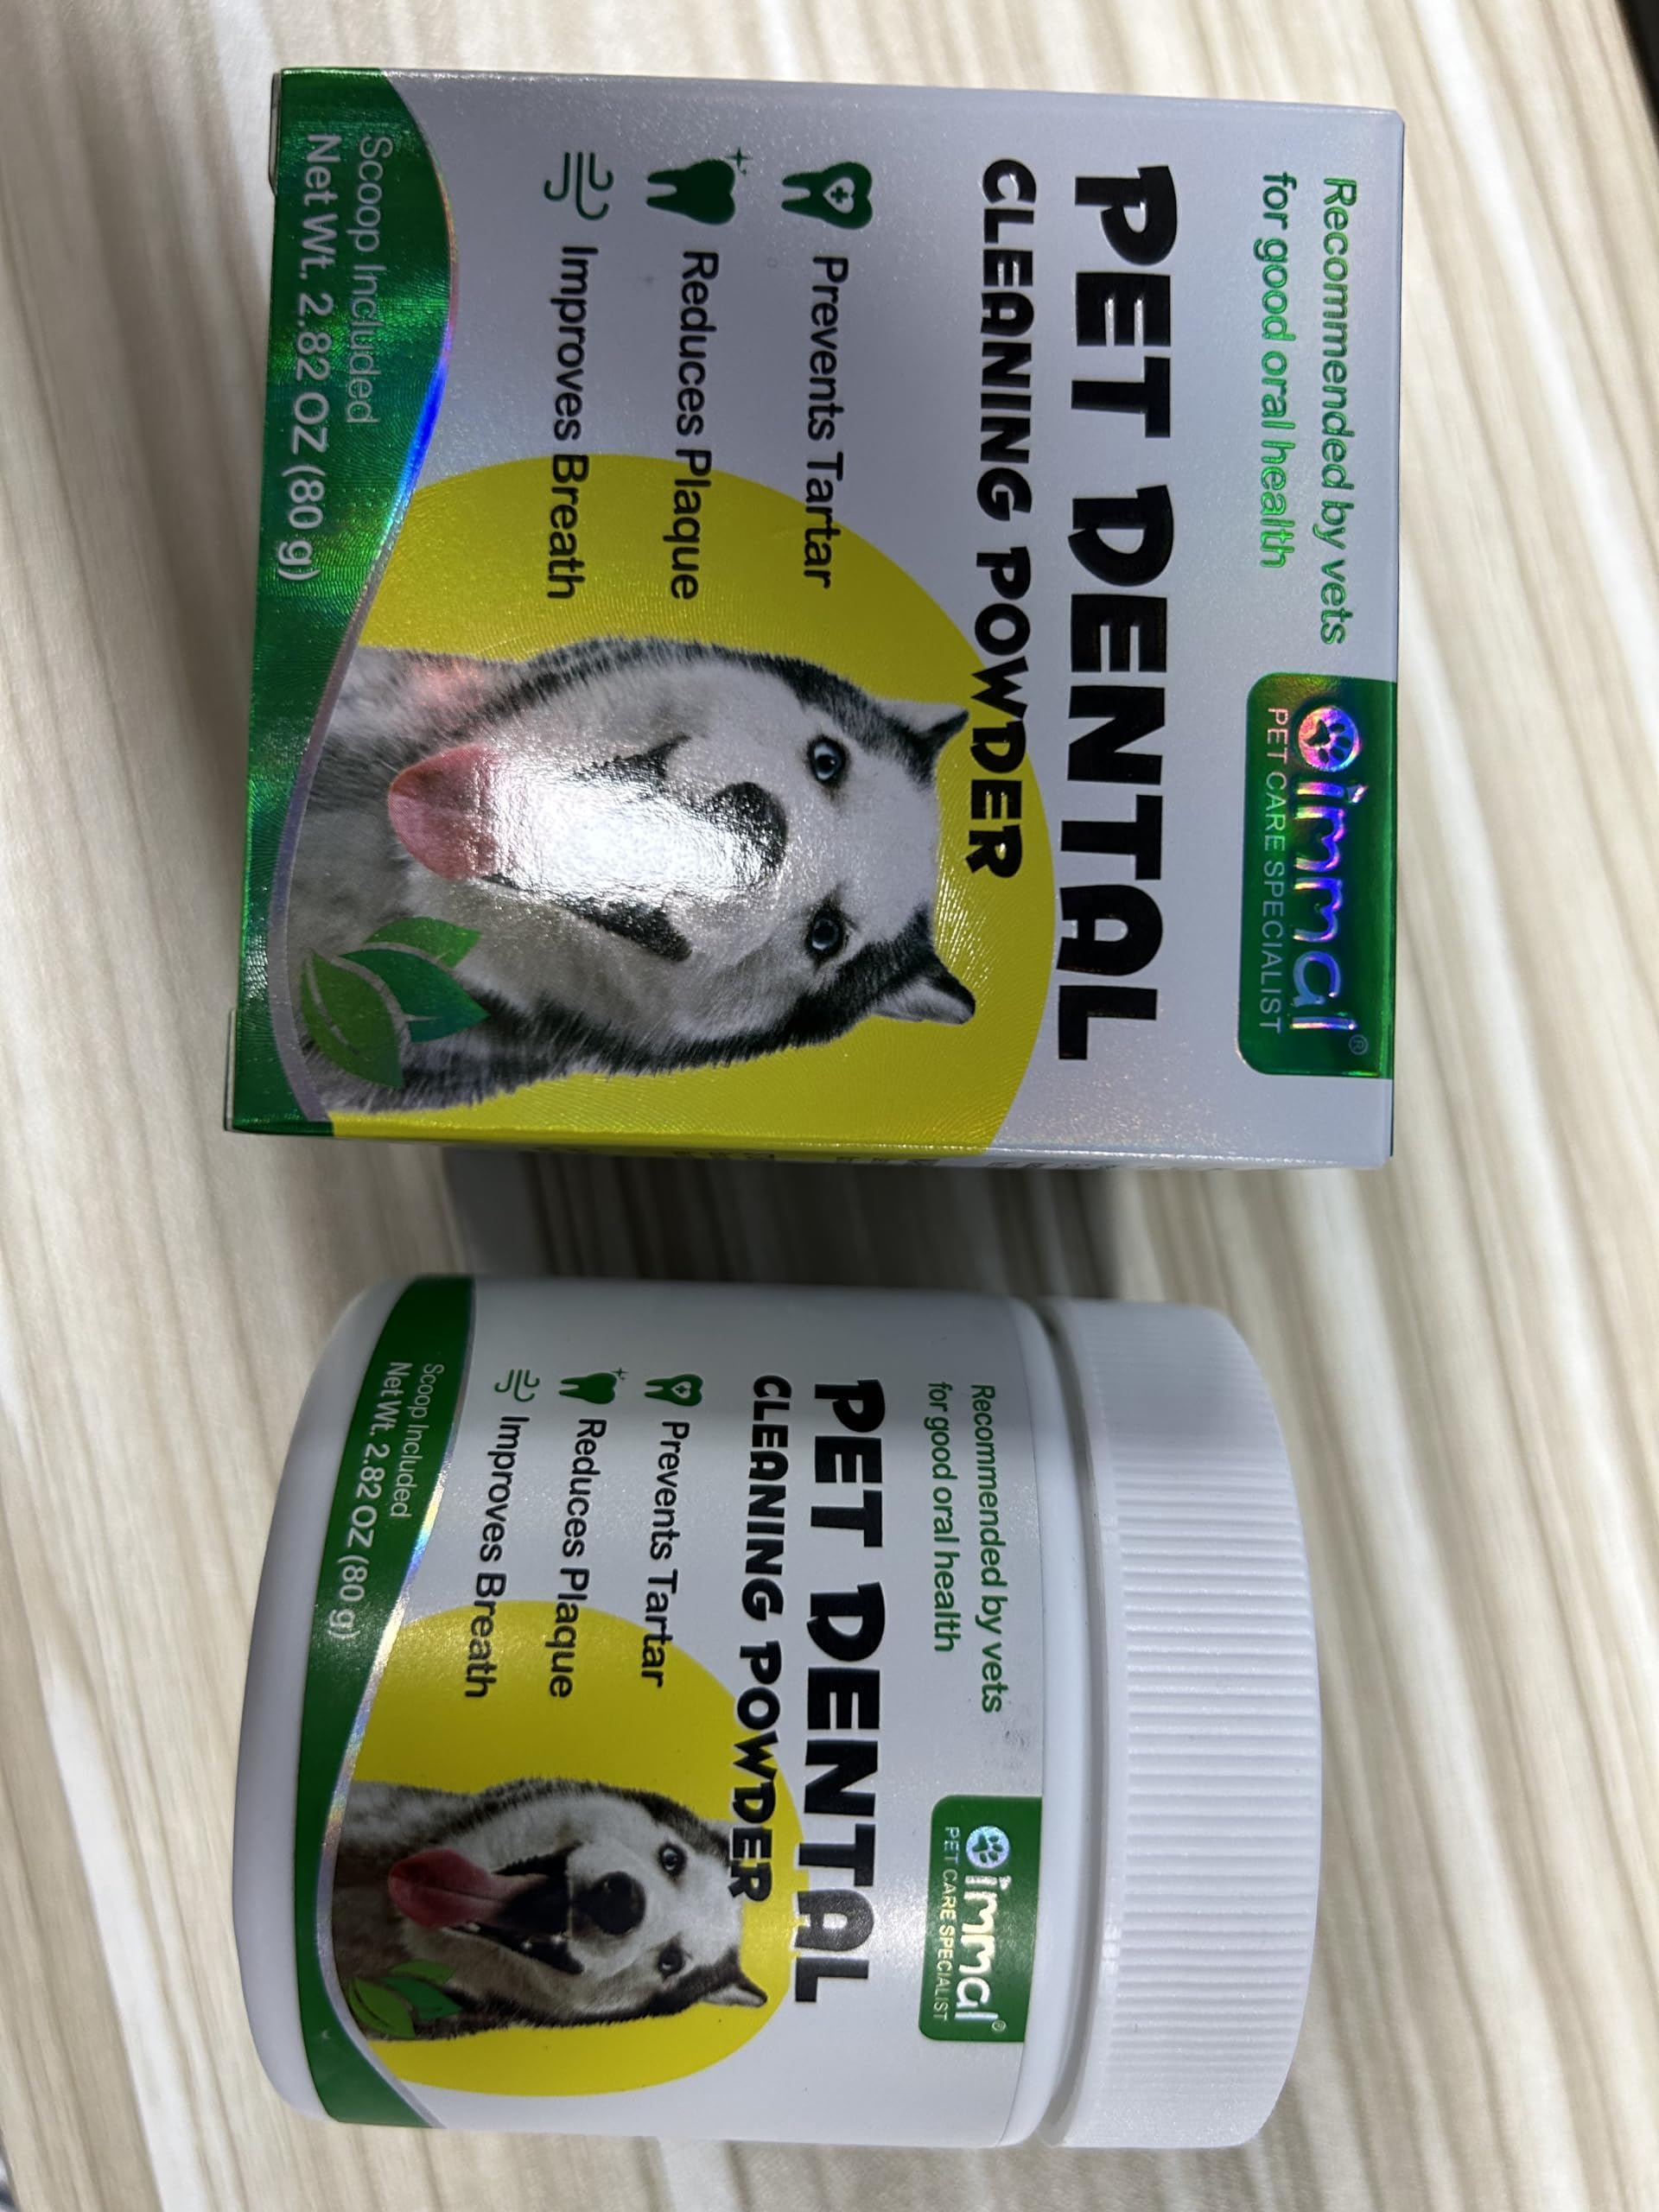 Recommended by vets
for good oral health
immal®
PET CARE SPECIALIST
PET DENTAL
CLEANING POWDER
Prevents Tartar
Reduces Plaque
Improves Breath
Scoop Included
Net Wt. 2.82 OZ (80 g)
Recommended by vets
for good oral health
immal®
PET CARE SPECIALIST
PET DENTAL
CLEANING POWDER
Prevents Tartar
Reduces Plaque
Improves Breath
Scoop Included
Net Wt. 2.82 OZ (80 g)